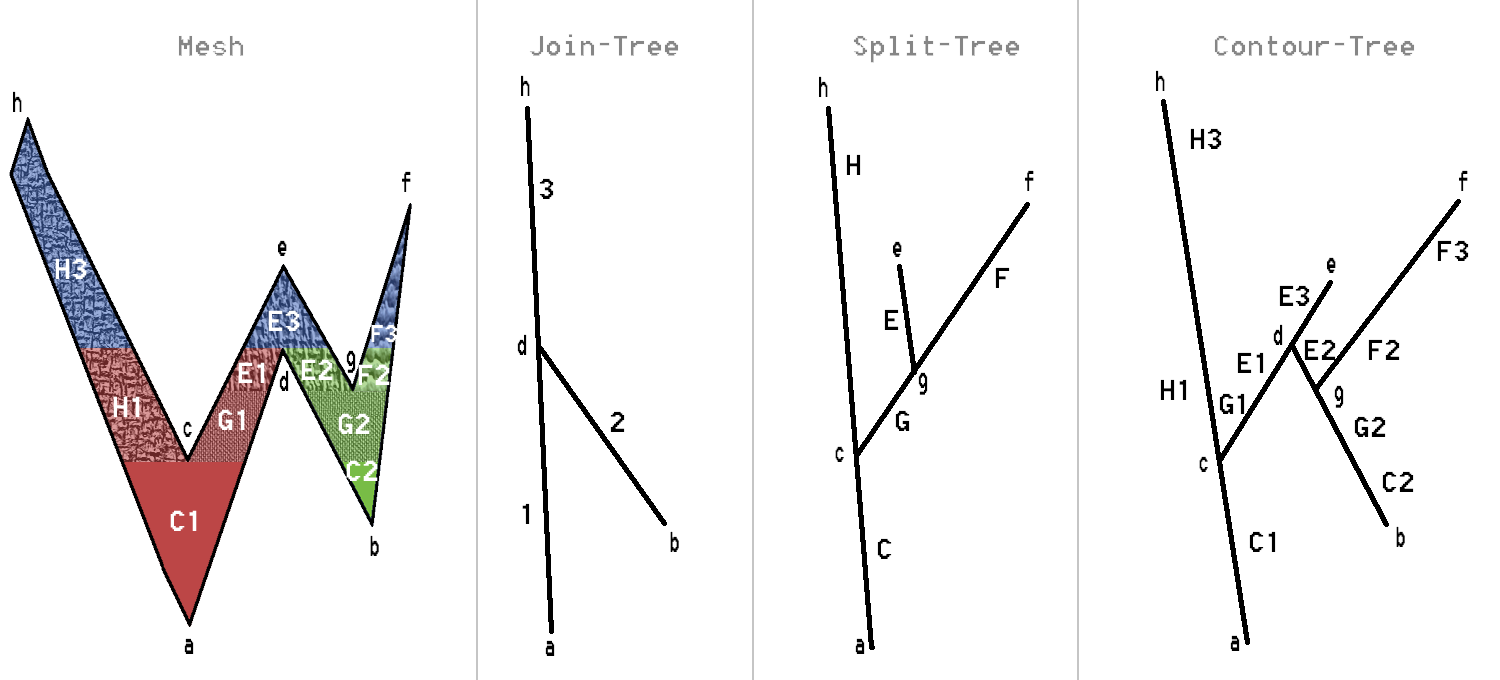 Mesh
h
f
e
H3
E3
F3
g
E1
E2
F2
d
H1
c
G1
G2
C2
C1
b
a
Join-Tree
h
3
d
2
1
b
a
Split-Tree
h
H
f
e
F
E
g
G
c
C
a
Contour-Tree
h
H3
f
F3
e
E3
d
E2
F2
E1
H1
G1
g
G2
c
C2
b
C1
a